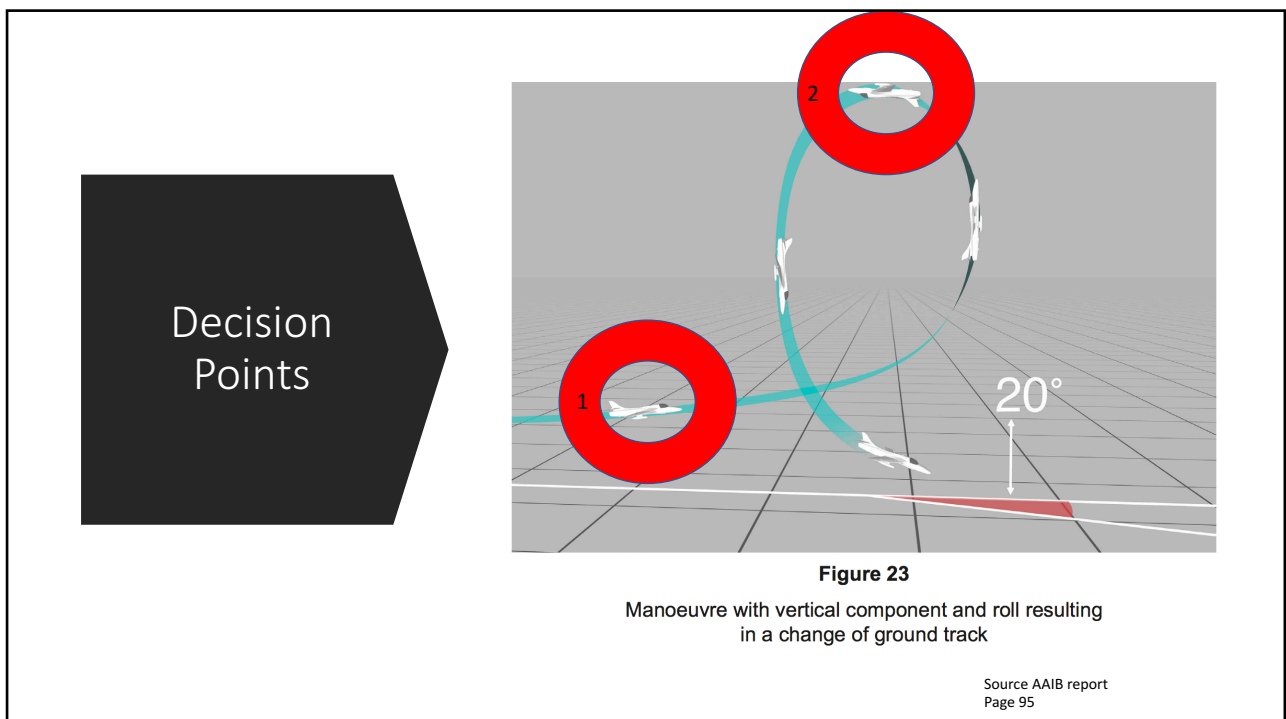 Decision
Points
2
1
20°
Figure 23
Manoeuvre with vertical component and roll resulting
in a change of ground track
Source AAIB report
Page 95